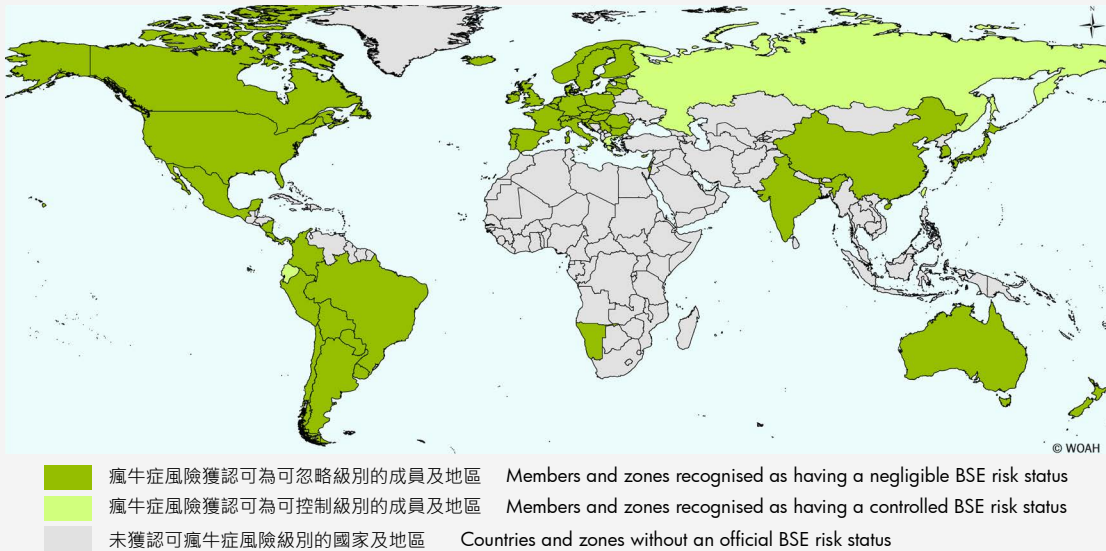 N
© WOAH
瘋牛症風險獲認可為可忽略級別的成員及地區 Members and zones recognised as having a negligible BSE risk status
瘋牛症風險獲認可為可控制級別的成員及地區 Members and zones recognised as having a controlled BSE risk status
未獲認可瘋牛症風險級別的國家及地區 Countries and zones without an official BSE risk status